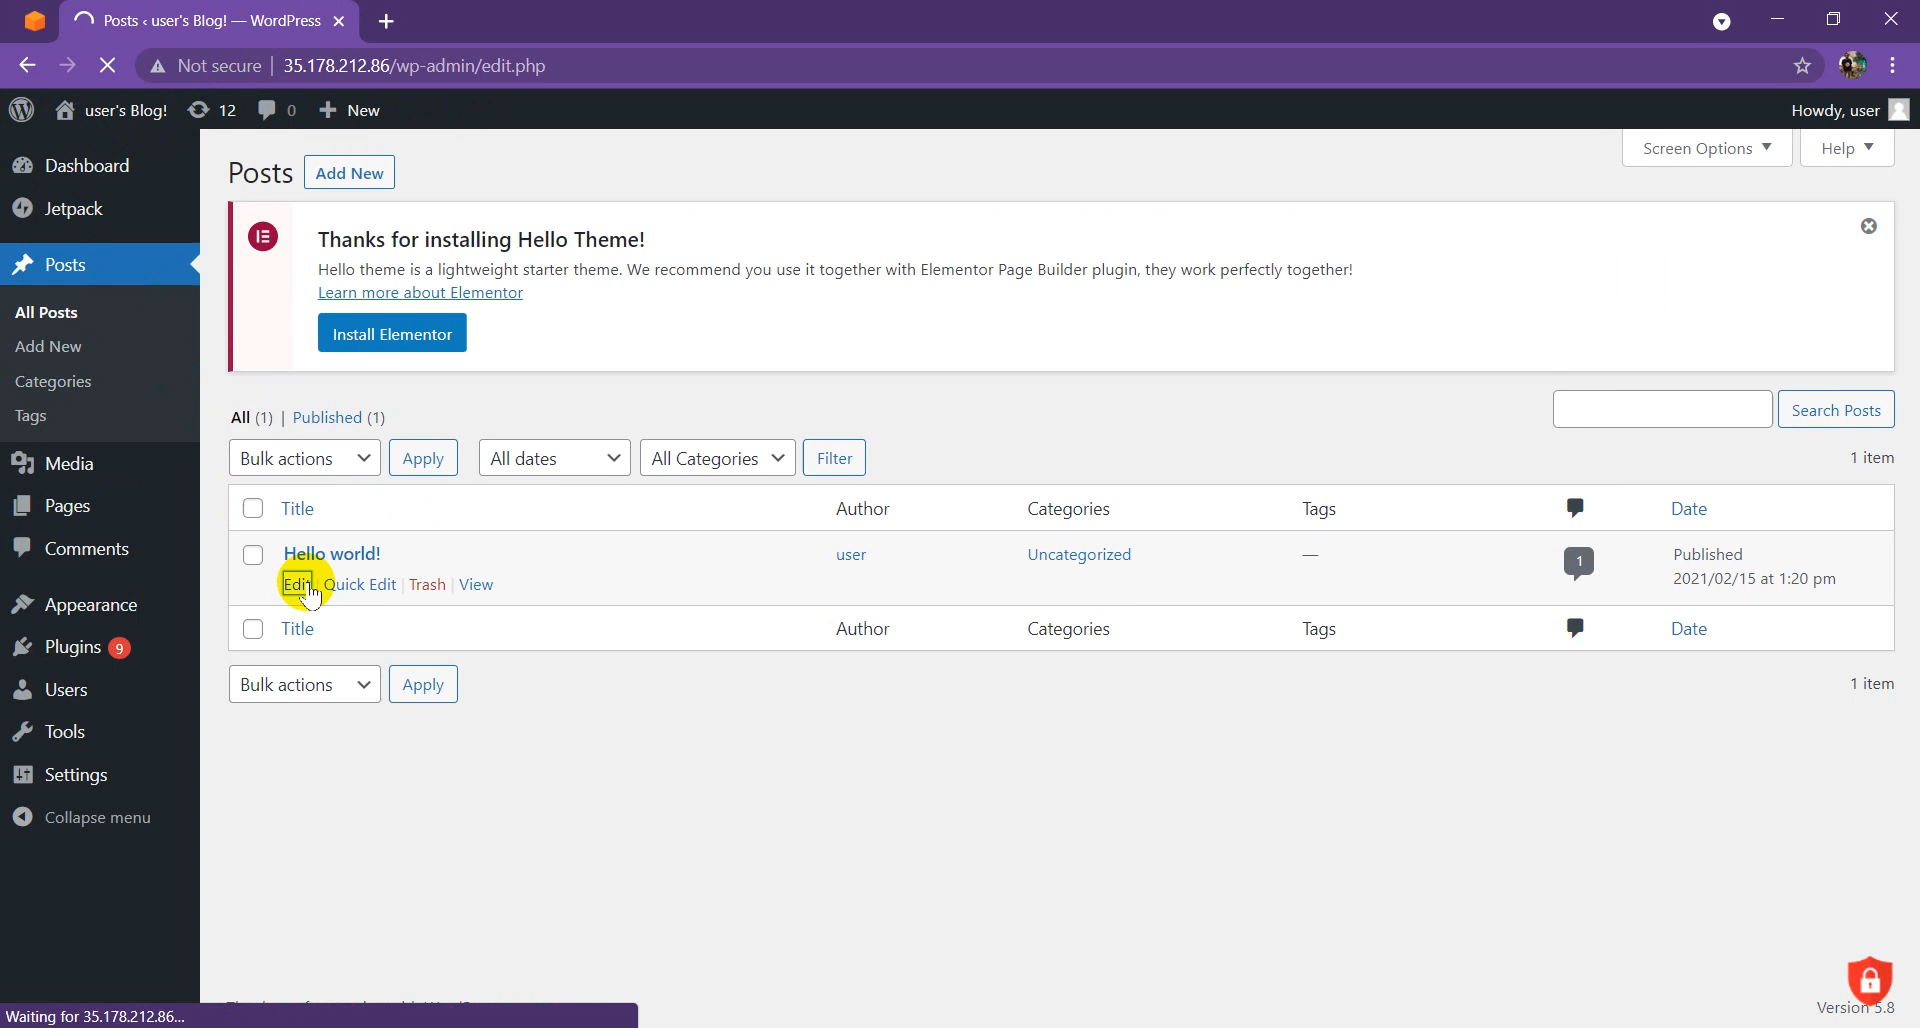 Posts ‹ user's Blog! — WordPress
Not secure | 35.178.212.86/wp-admin/edit.php
user's Blog! 12 0 New
Howdy, user
Dashboard
Jetpack
Posts
All Posts
Add New
Categories
Tags
Media
Pages
Comments
Appearance
Plugins 9
Users
Tools
Settings
Collapse menu
Screen Options
Help
Posts Add New
Thanks for installing Hello Theme!
Hello theme is a lightweight starter theme. We recommend you use it together with Elementor Page Builder plugin, they work perfectly together!
Learn more about Elementor
Install Elementor
All (1) | Published (1)
Search Posts
Bulk actions Apply All dates All Categories Filter 1 item
Title Author Categories Tags Date
Hello world! user Uncategorized — 1 Published
2021/02/15 at 1:20 pm
Edit | Quick Edit | Trash | View
Title Author Categories Tags Date
Bulk actions Apply 1 item
Version 5.8
Waiting for 35.178.212.86...